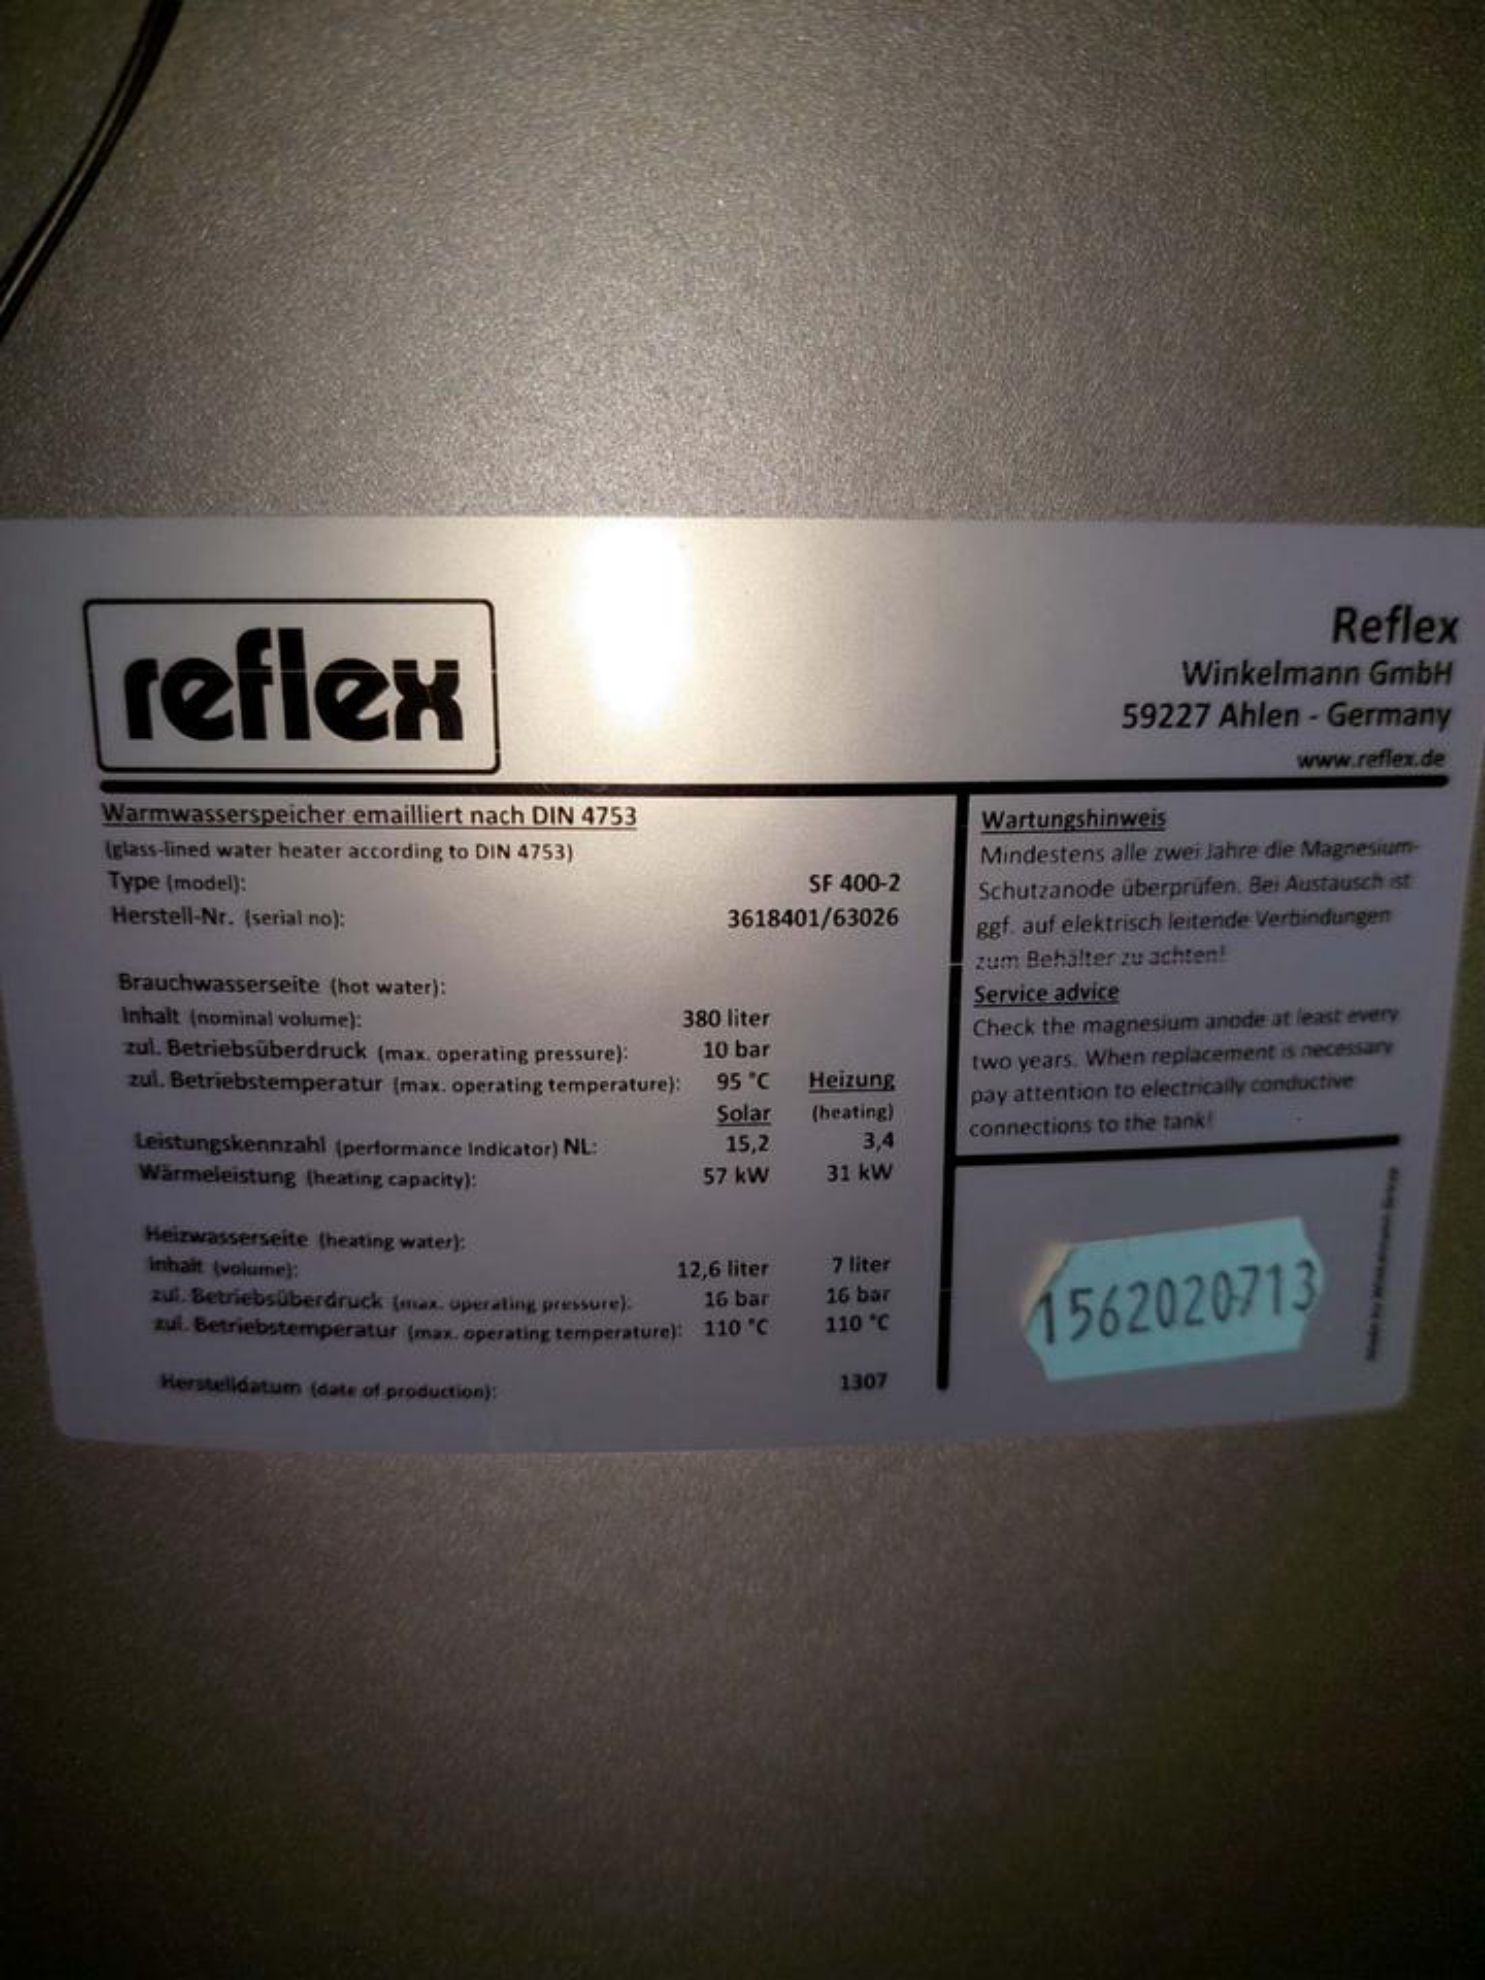 reflex
Reflex
Winkelmann GmbH
59227 Ahlen - Germany
www.reflex.de
Warmwasserspeicher emailliert nach DIN 4753
(glass-lined water heater according to DIN 4753)
Type (model): SF 400-2
Herstell-Nr. (serial no): 3618401/63026
Brauchwasserseite (hot water):
Inhalt (nominal volume): 380 liter
zul. Betriebsüberdruck (max. operating pressure): 10 bar
zul. Betriebstemperatur (max. operating temperature): 95 °C Heizung
Solar (heating)
Leistungskennzahl (performance Indicator) NL: 15,2 3,4
Wärmeleistung (heating capacity): 57 kW 31 kW
Heizwasserseite (heating water):
Inhalt (volume): 12,6 liter 7 liter
zul. Betriebsüberdruck (max. operating pressure): 16 bar 16 bar
zul. Betriebstemperatur (max. operating temperature): 110 °C 110 °C
Herstelldatum (date of production): 1307
Wartungshinweis
Mindestens alle zwei Jahre die Magnesium-
Schutzanode überprüfen. Bei Austausch ist
ggf. auf elektrisch leitende Verbindungen
zum Behälter zu achten!
Service advice
Check the magnesium anode at least every
two years. When replacement is necessary
pay attention to electrically conductive
connections to the tank!
1562020713
Made by Winkelmann Group